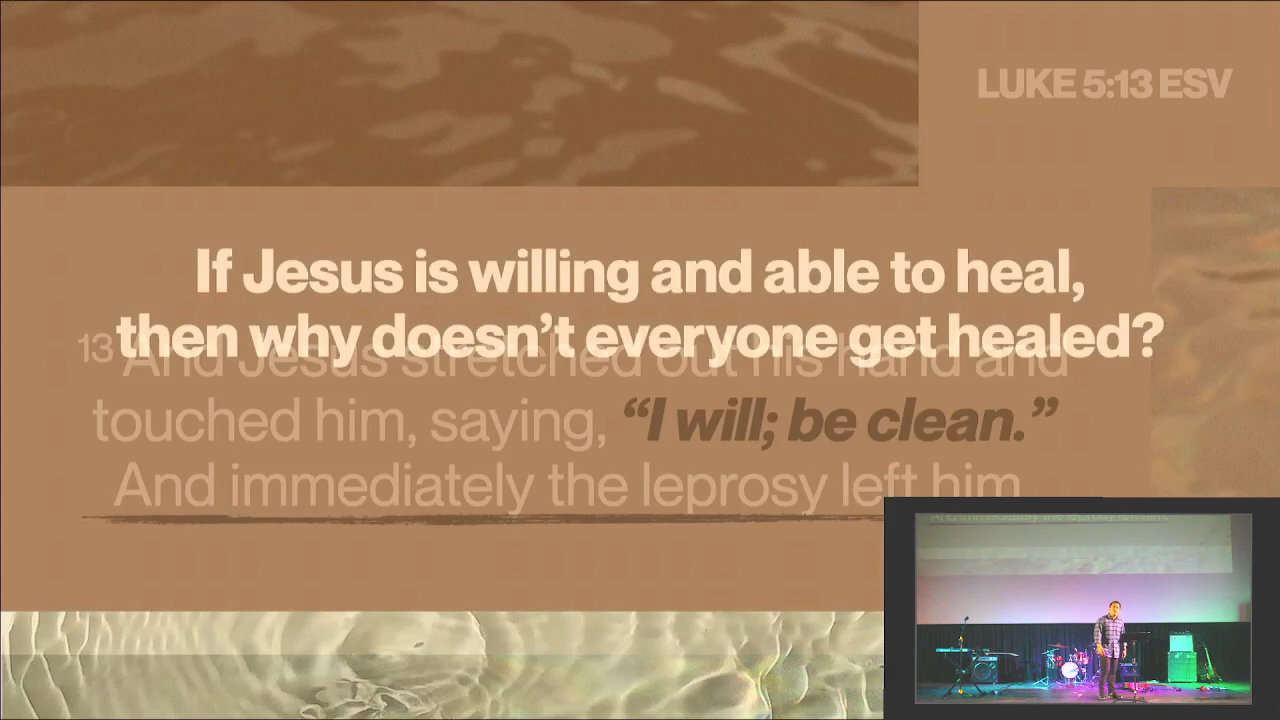 LUKE 5:13 ESV
If Jesus is willing and able to heal,
then why doesn’t everyone get healed?
13 And Jesus stretched out his hand and
touched him, saying, “I will; be clean.”
And immediately the leprosy left him